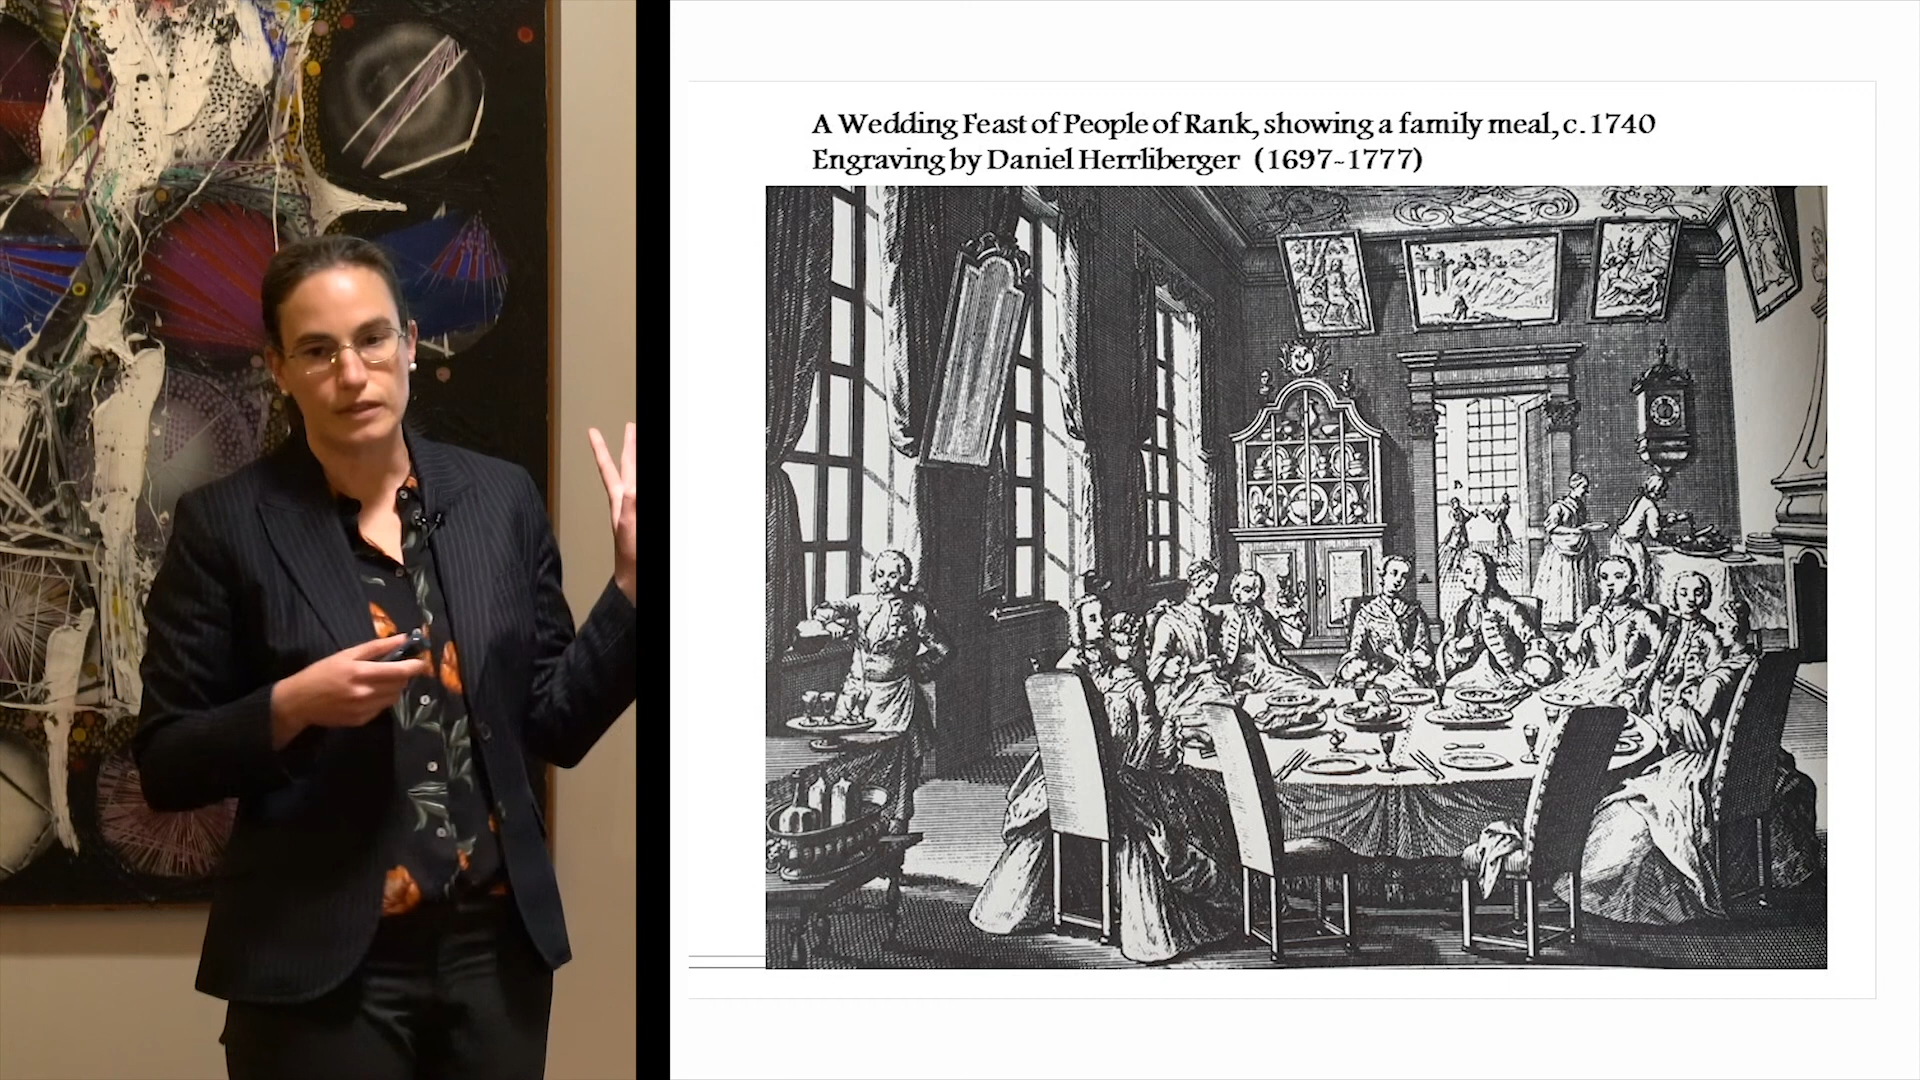 A Wedding Feast of People of Rank, showing a family meal, c. 1740
Engraving by Daniel Herrliberger (1697-1777)
B
A